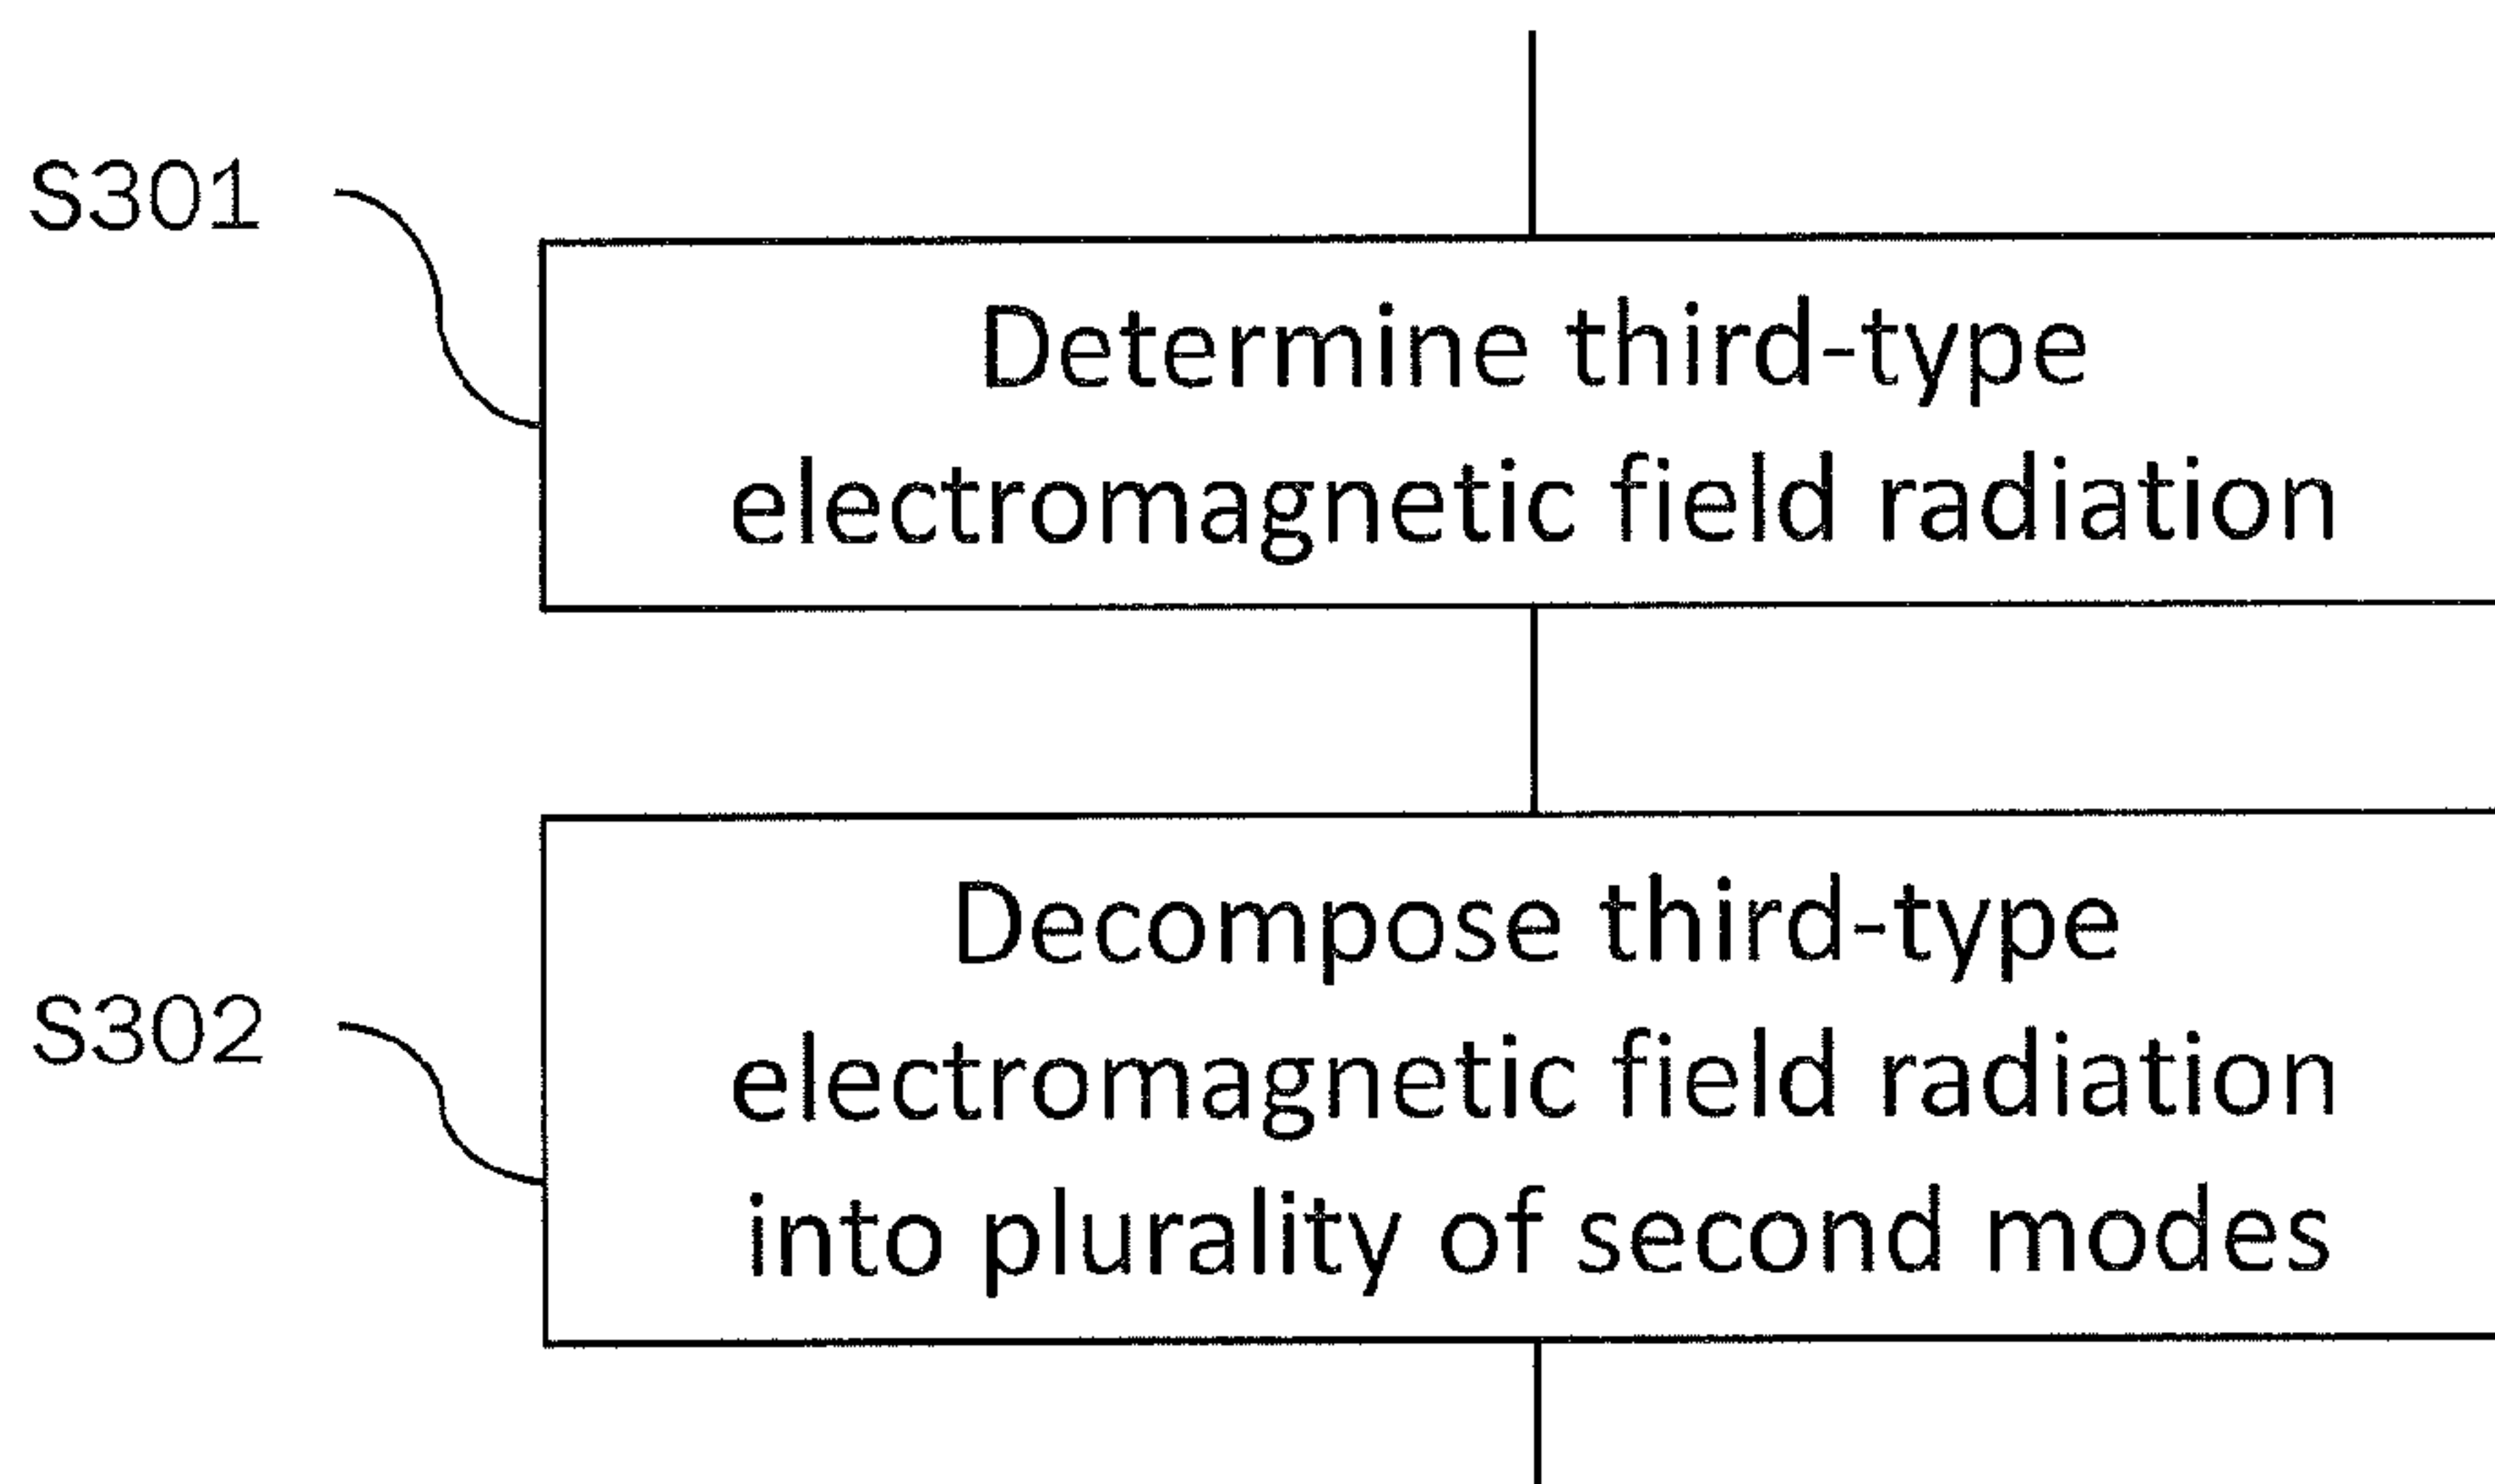 S301
Determine third-type
electromagnetic field radiation
S302
Decompose third-type
electromagnetic field radiation
into plurality of second modes